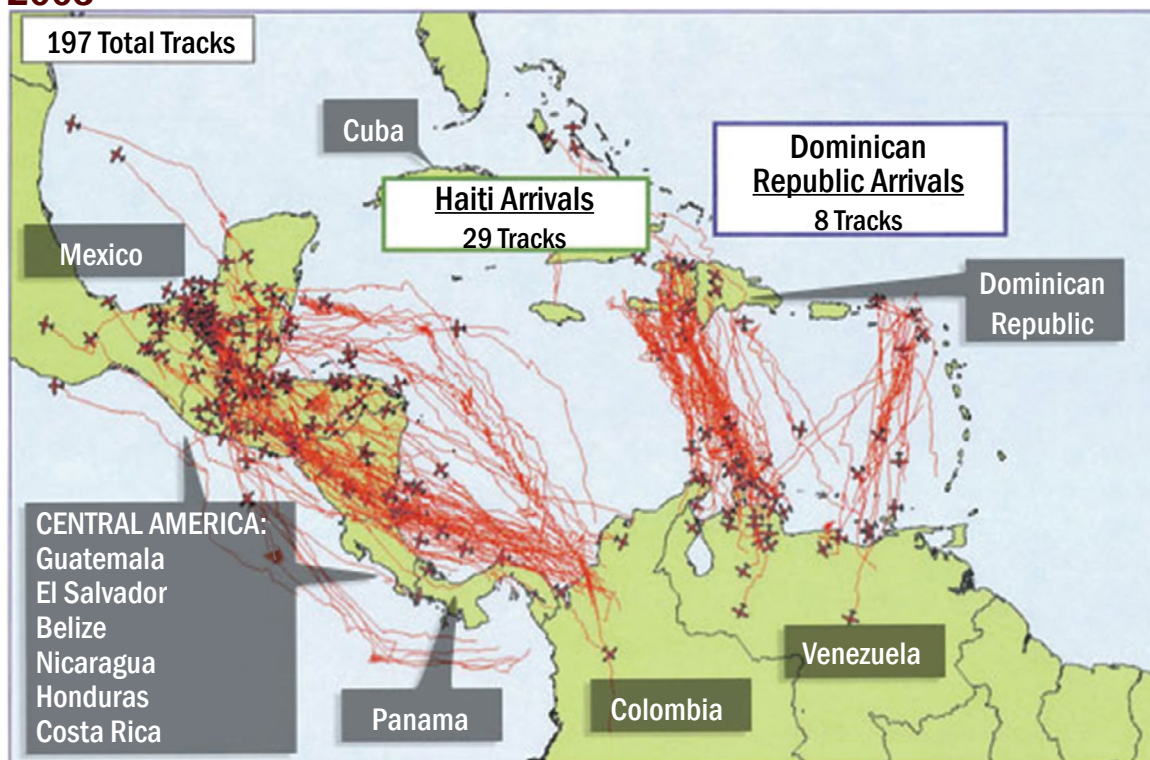 197 Total Tracks
Cuba
Dominican
Republic Arrivals
8 Tracks
Haiti Arrivals
29 Tracks
Mexico
Dominican
Republic
CENTRAL AMERICA:
Guatemala
El Salvador
Belize
Nicaragua
Honduras
Costa Rica
Panama
Colombia
Venezuela